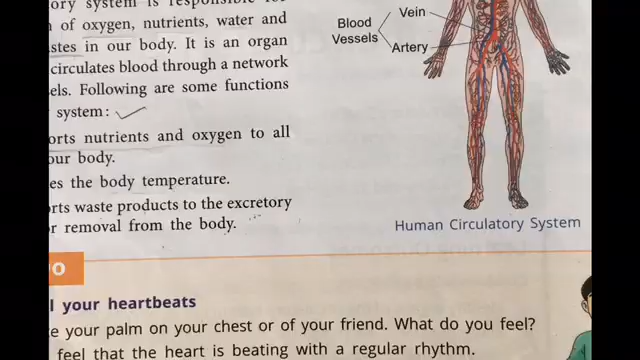 ory system is responsible for
of oxygen, nutrients, water and
stes in our body. It is an organ
circulates blood through a network
els. Following are some functions
system:
orts nutrients and oxygen to all
our body.
es the body temperature.
orts waste products to the excretory
or removal from the body.
Blood
Vessels
Vein
Artery
Human Circulatory System
O
l your heartbeats
e your palm on your chest or of your friend. What do you feel?
feel that the heart is beating with a regular rhythm.